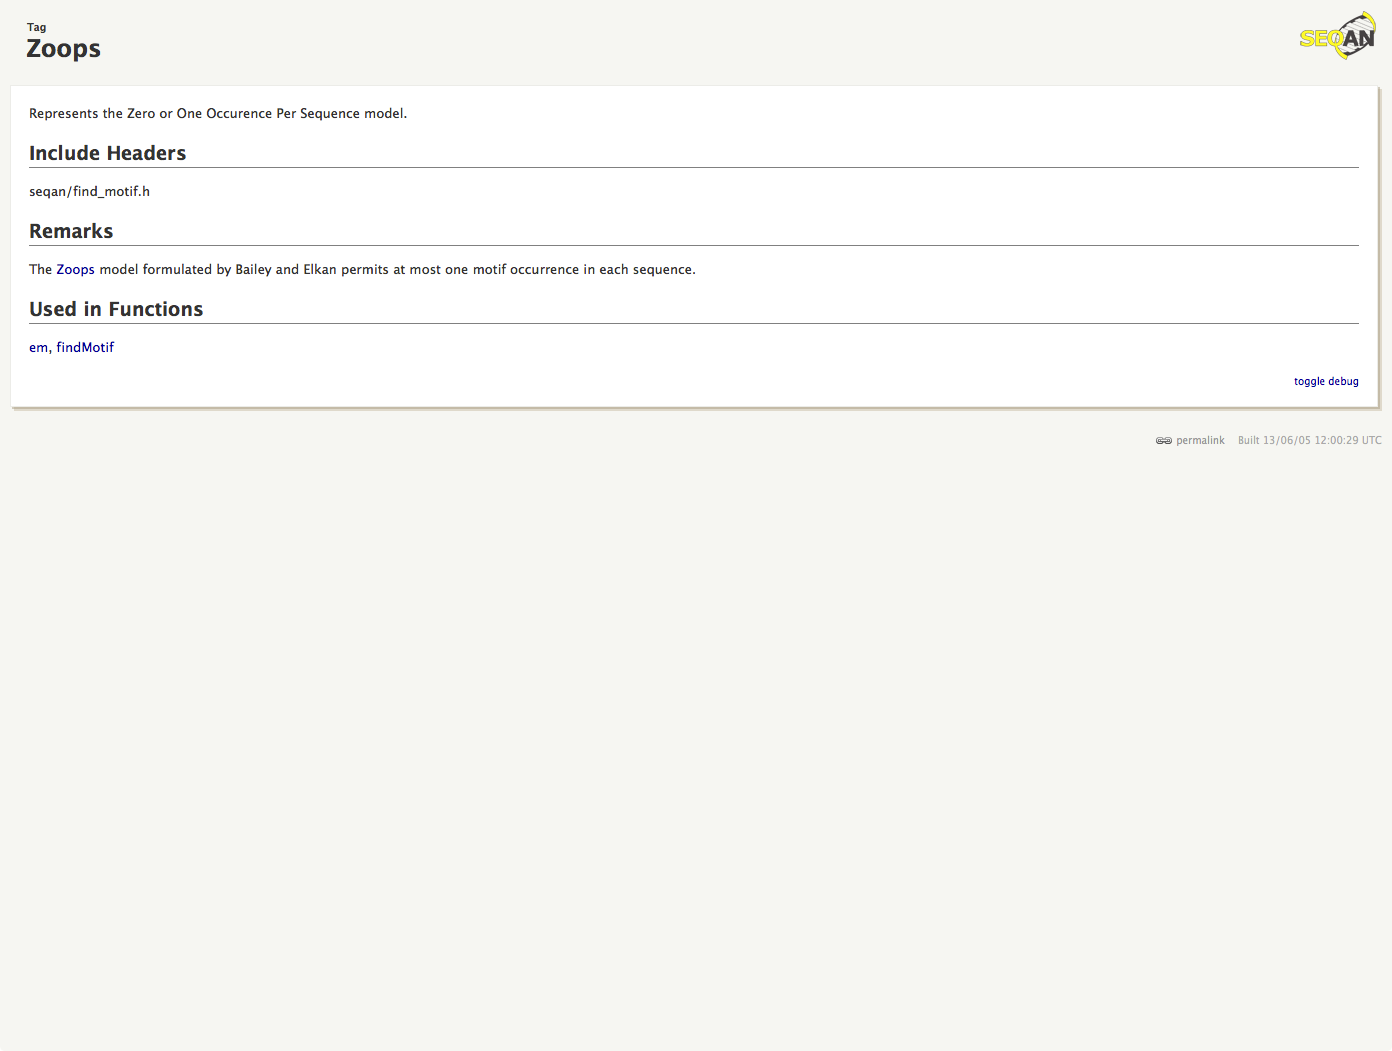 Tag
Zoops
SEQAN
Represents the Zero or One Occurence Per Sequence model.
Include Headers
seqan/find_motif.h
Remarks
The Zoops model formulated by Bailey and Elkan permits at most one motif occurrence in each sequence.
Used in Functions
em, findMotif
toggle debug
permalink Built 13/06/05 12:00:29 UTC